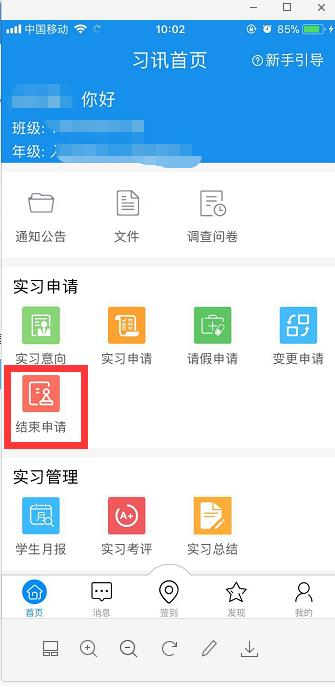 中国移动 10:02 85%
习讯首页 新手引导
你好
班级:
年级:
通知公告 文件 调查问卷
实习申请
实习意向 实习申请 请假申请 变更申请
结束申请
实习管理
A+
学生月报 实习考评 实习总结
首页 消息 签到 发现 我的